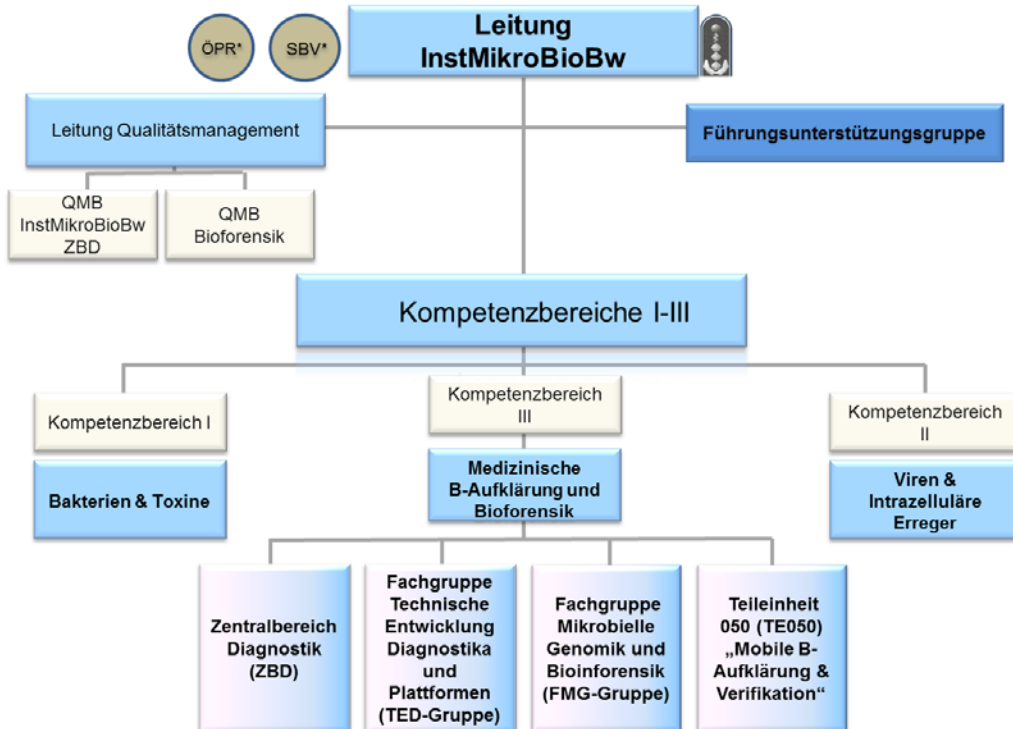 ÖPR*
SBV*
Leitung
InstMikroBioBw
Leitung Qualitätsmanagement
Führungsunterstützungsgruppe
QMB
InstMikroBioBw
ZBD
QMB
Bioforensik
Kompetenzbereiche I-III
Kompetenzbereich I
Bakterien & Toxine
Kompetenzbereich
III
Medizinische
B-Aufklärung und
Bioforensik
Kompetenzbereich
II
Viren &
Intrazelluläre
Erreger
Zentralbereich
Diagnostik
(ZBD)
Fachgruppe
Technische
Entwicklung
Diagnostika
und
Plattformen
(TED-Gruppe)
Fachgruppe
Mikrobielle
Genomik und
Bioinforensik
(FMG-Gruppe)
Teileinheit
050 (TE050)
„Mobile B-
Aufklärung &
Verifikation“